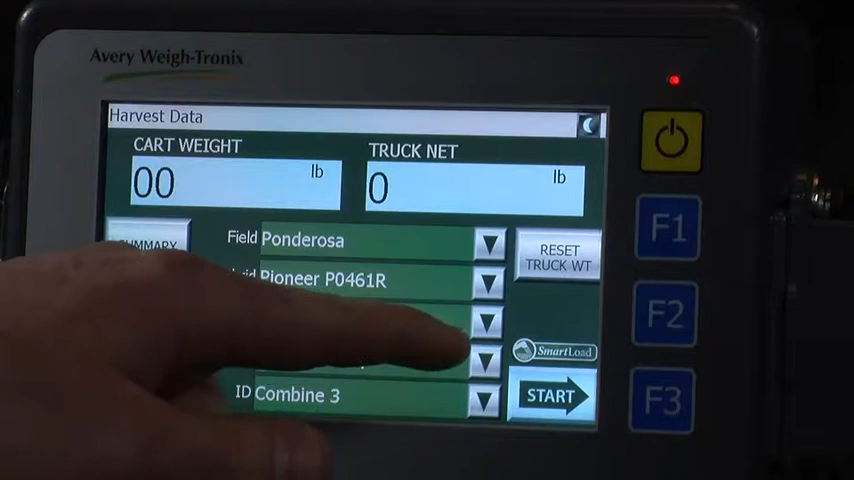 Avery Weigh-Tronix
Harvest Data
CART WEIGHT
TRUCK NET
00 lb
0 lb
SUMMARY
Field Ponderosa
RESET
TRUCK WT
Pioneer P0461R
SmartLoad
ID Combine 3
START
F1
F2
F3